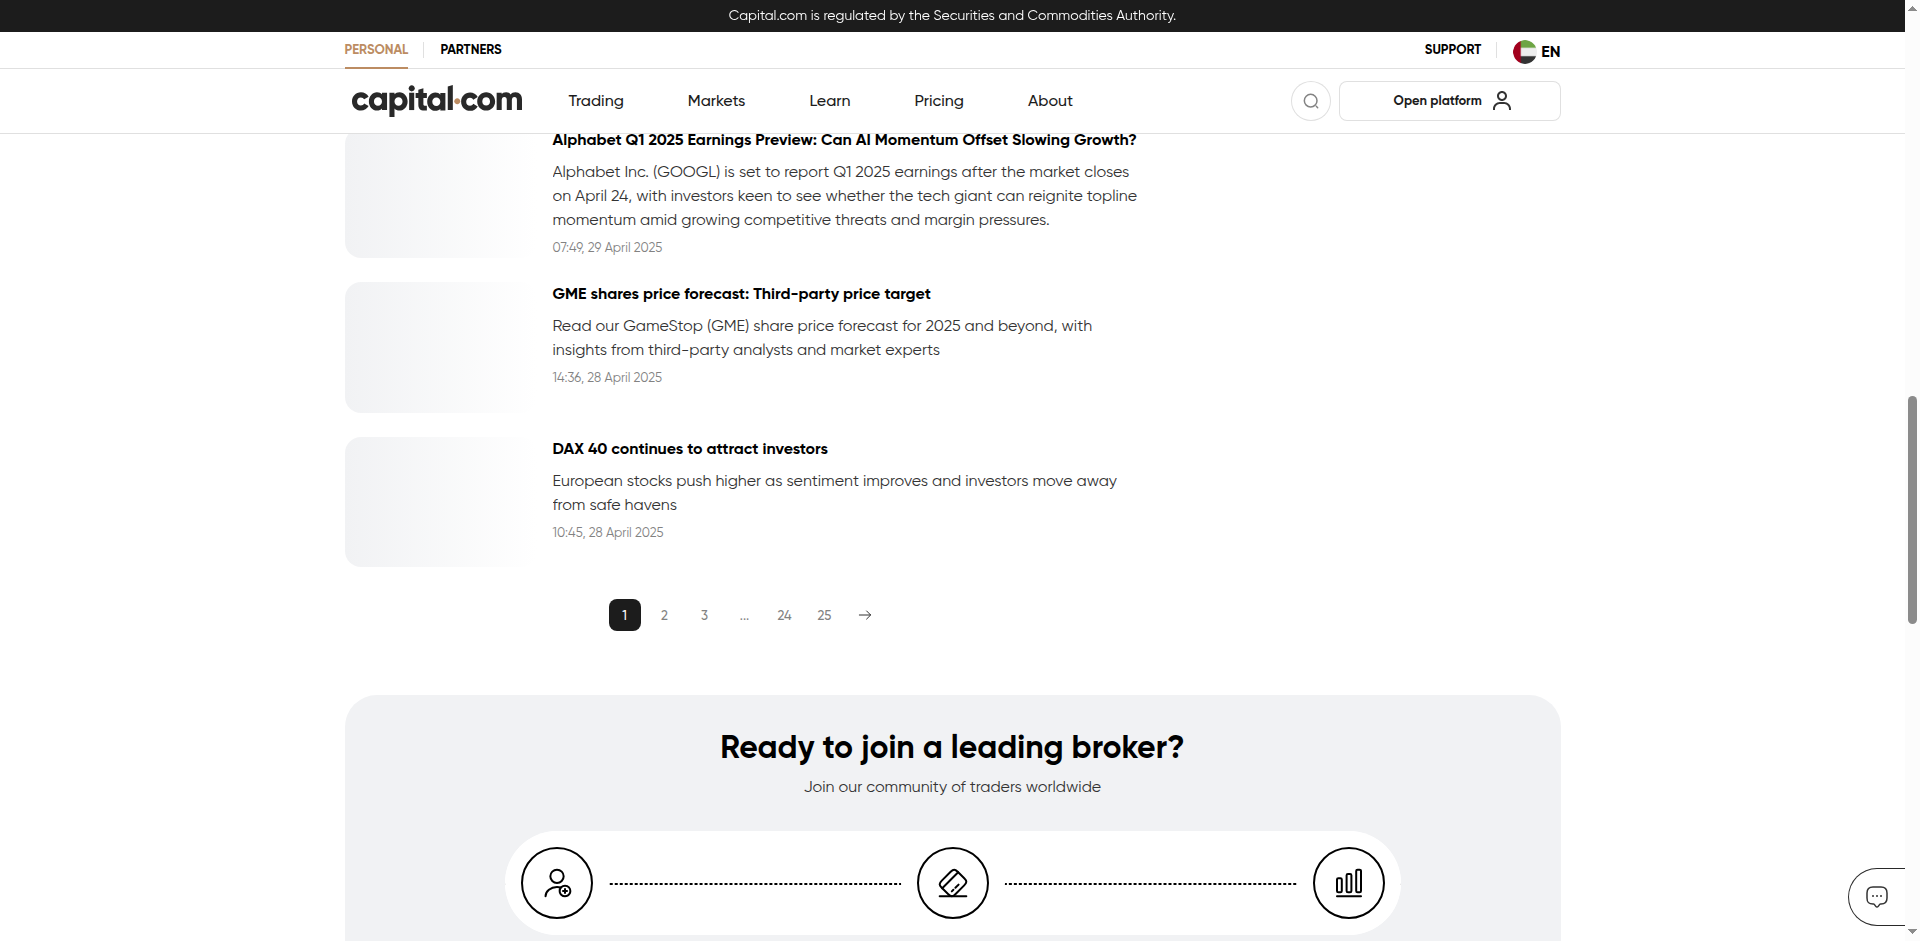 Capital.com is regulated by the Securities and Commodities Authority.
PERSONAL
PARTNERS
SUPPORT
EN
capital.com
Trading
Markets
Learn
Pricing
About
Open platform
Alphabet Q1 2025 Earnings Preview: Can AI Momentum Offset Slowing Growth?
Alphabet Inc. (GOOGL) is set to report Q1 2025 earnings after the market closes
on April 24, with investors keen to see whether the tech giant can reignite topline
momentum amid growing competitive threats and margin pressures.
07:49, 29 April 2025
GME shares price forecast: Third-party price target
Read our GameStop (GME) share price forecast for 2025 and beyond, with
insights from third-party analysts and market experts
14:36, 28 April 2025
DAX 40 continues to attract investors
European stocks push higher as sentiment improves and investors move away
from safe havens
10:45, 28 April 2025
1 2 3 ... 24 25
Ready to join a leading broker?
Join our community of traders worldwide